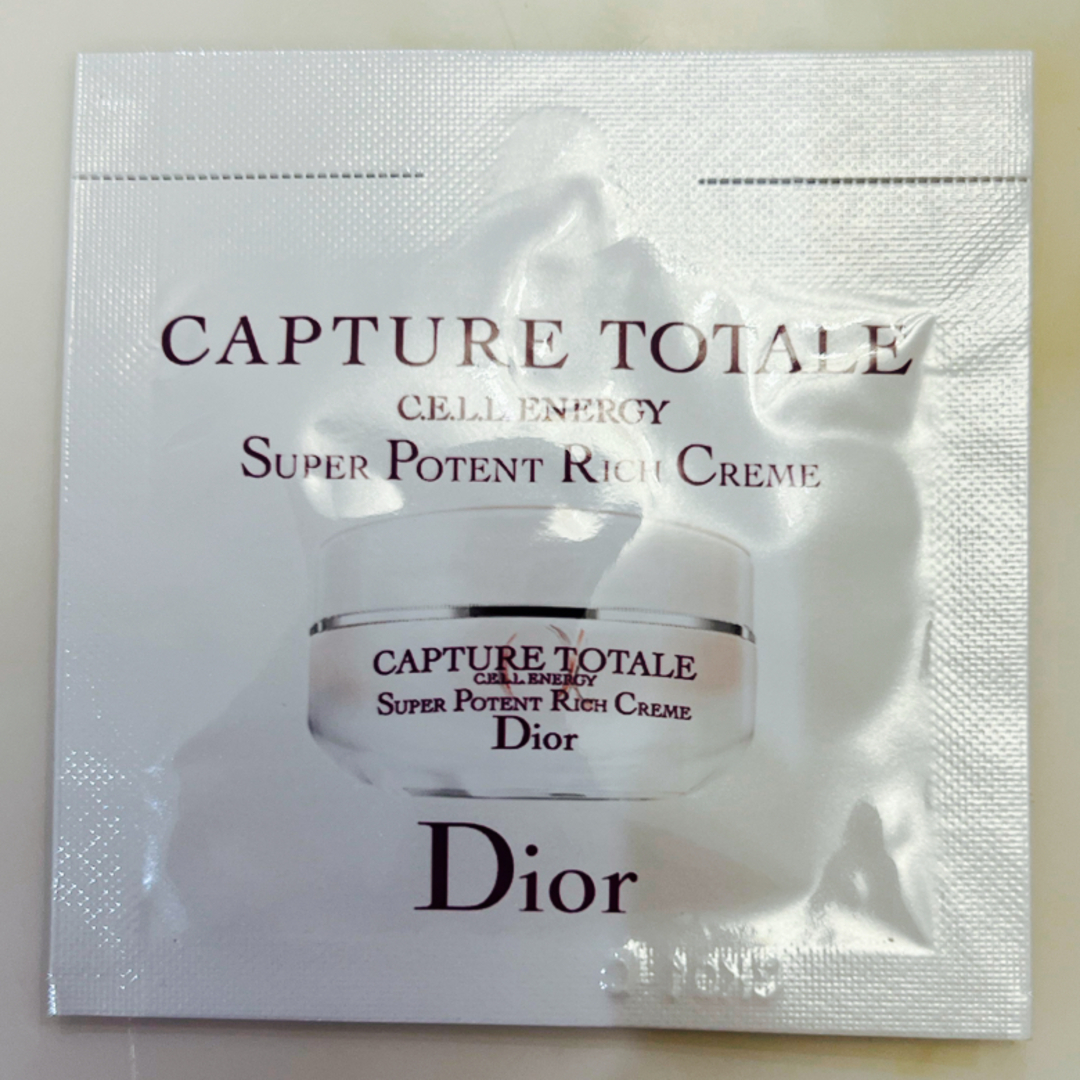 CAPTURE TOTALE
C.E.L.L. ENERGY
SUPER POTENT RICH CREME
CAPTURE TOTALE
C.E.L.L. ENERGY
SUPER POTENT RICH CREME
Dior
Dior